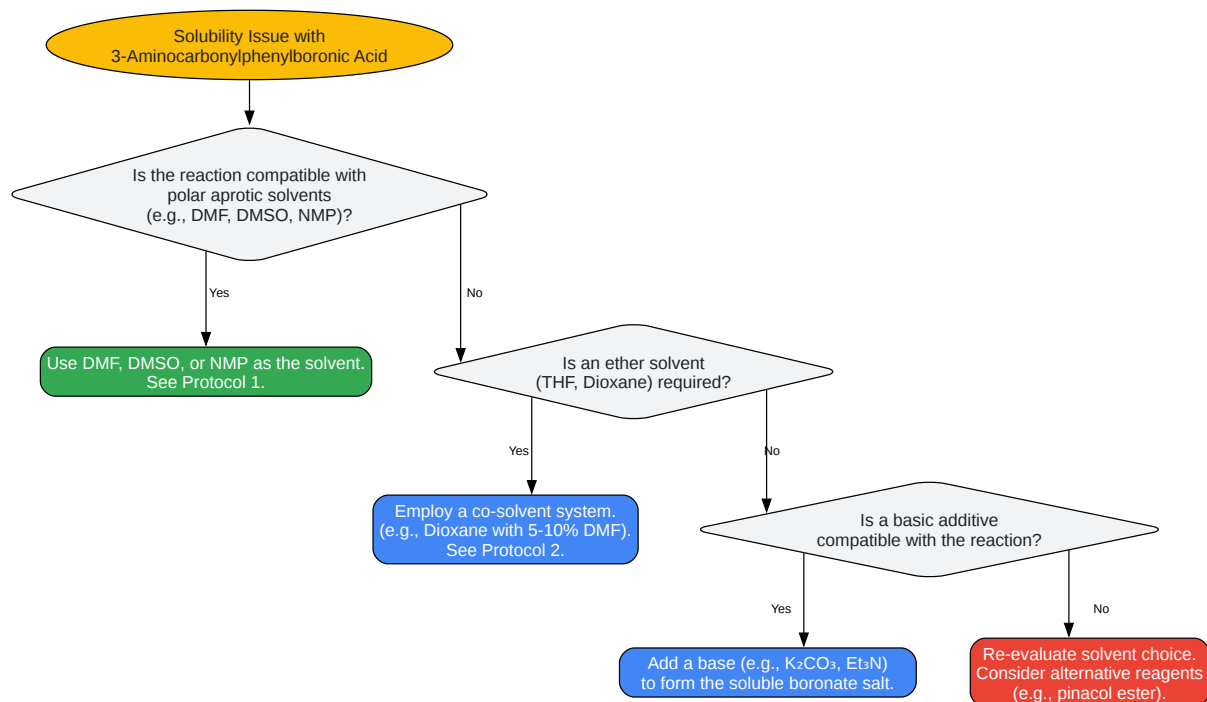 Solubility Issue with
3-Aminocarbonylphenylboronic Acid
Is the reaction compatible with
polar aprotic solvents
(e.g., DMF, DMSO, NMP)?
Yes
No
Use DMF, DMSO, or NMP as the solvent.
See Protocol 1.
Is an ether solvent
(THF, Dioxane) required?
Yes
No
Employ a co-solvent system.
(e.g., Dioxane with 5-10% DMF).
See Protocol 2.
Is a basic additive
compatible with the reaction?
Yes
No
Add a base (e.g., K₂CO₃, Et₃N)
to form the soluble boronate salt.
Re-evaluate solvent choice.
Consider alternative reagents
(e.g., pinacol ester).